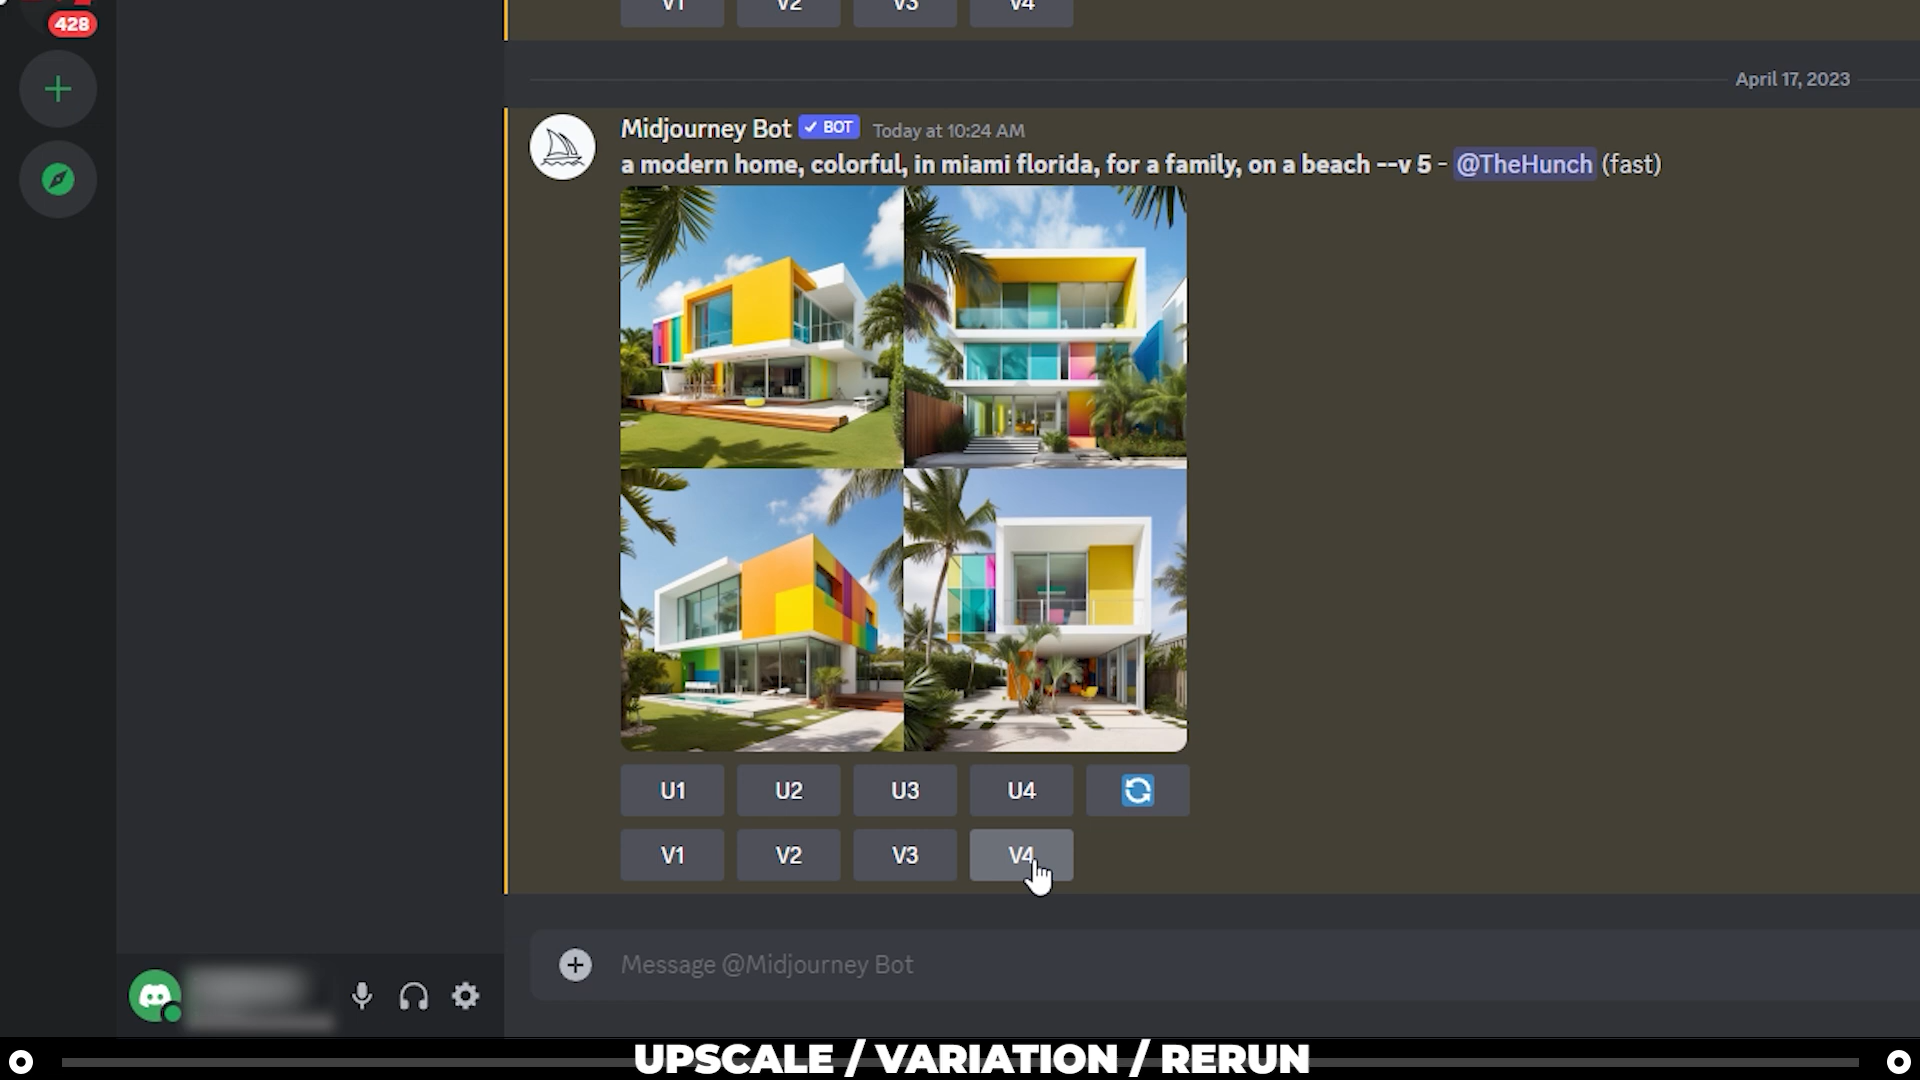 V1 V2 V3 V4
428
April 17, 2023
Midjourney Bot ✓ BOT Today at 10:24 AM
a modern home, colorful, in miami florida, for a family, on a beach --v 5 - @TheHunch (fast)
U1 U2 U3 U4
V1 V2 V3 V4
Message @Midjourney Bot
UPSCALE / VARIATION / RERUN